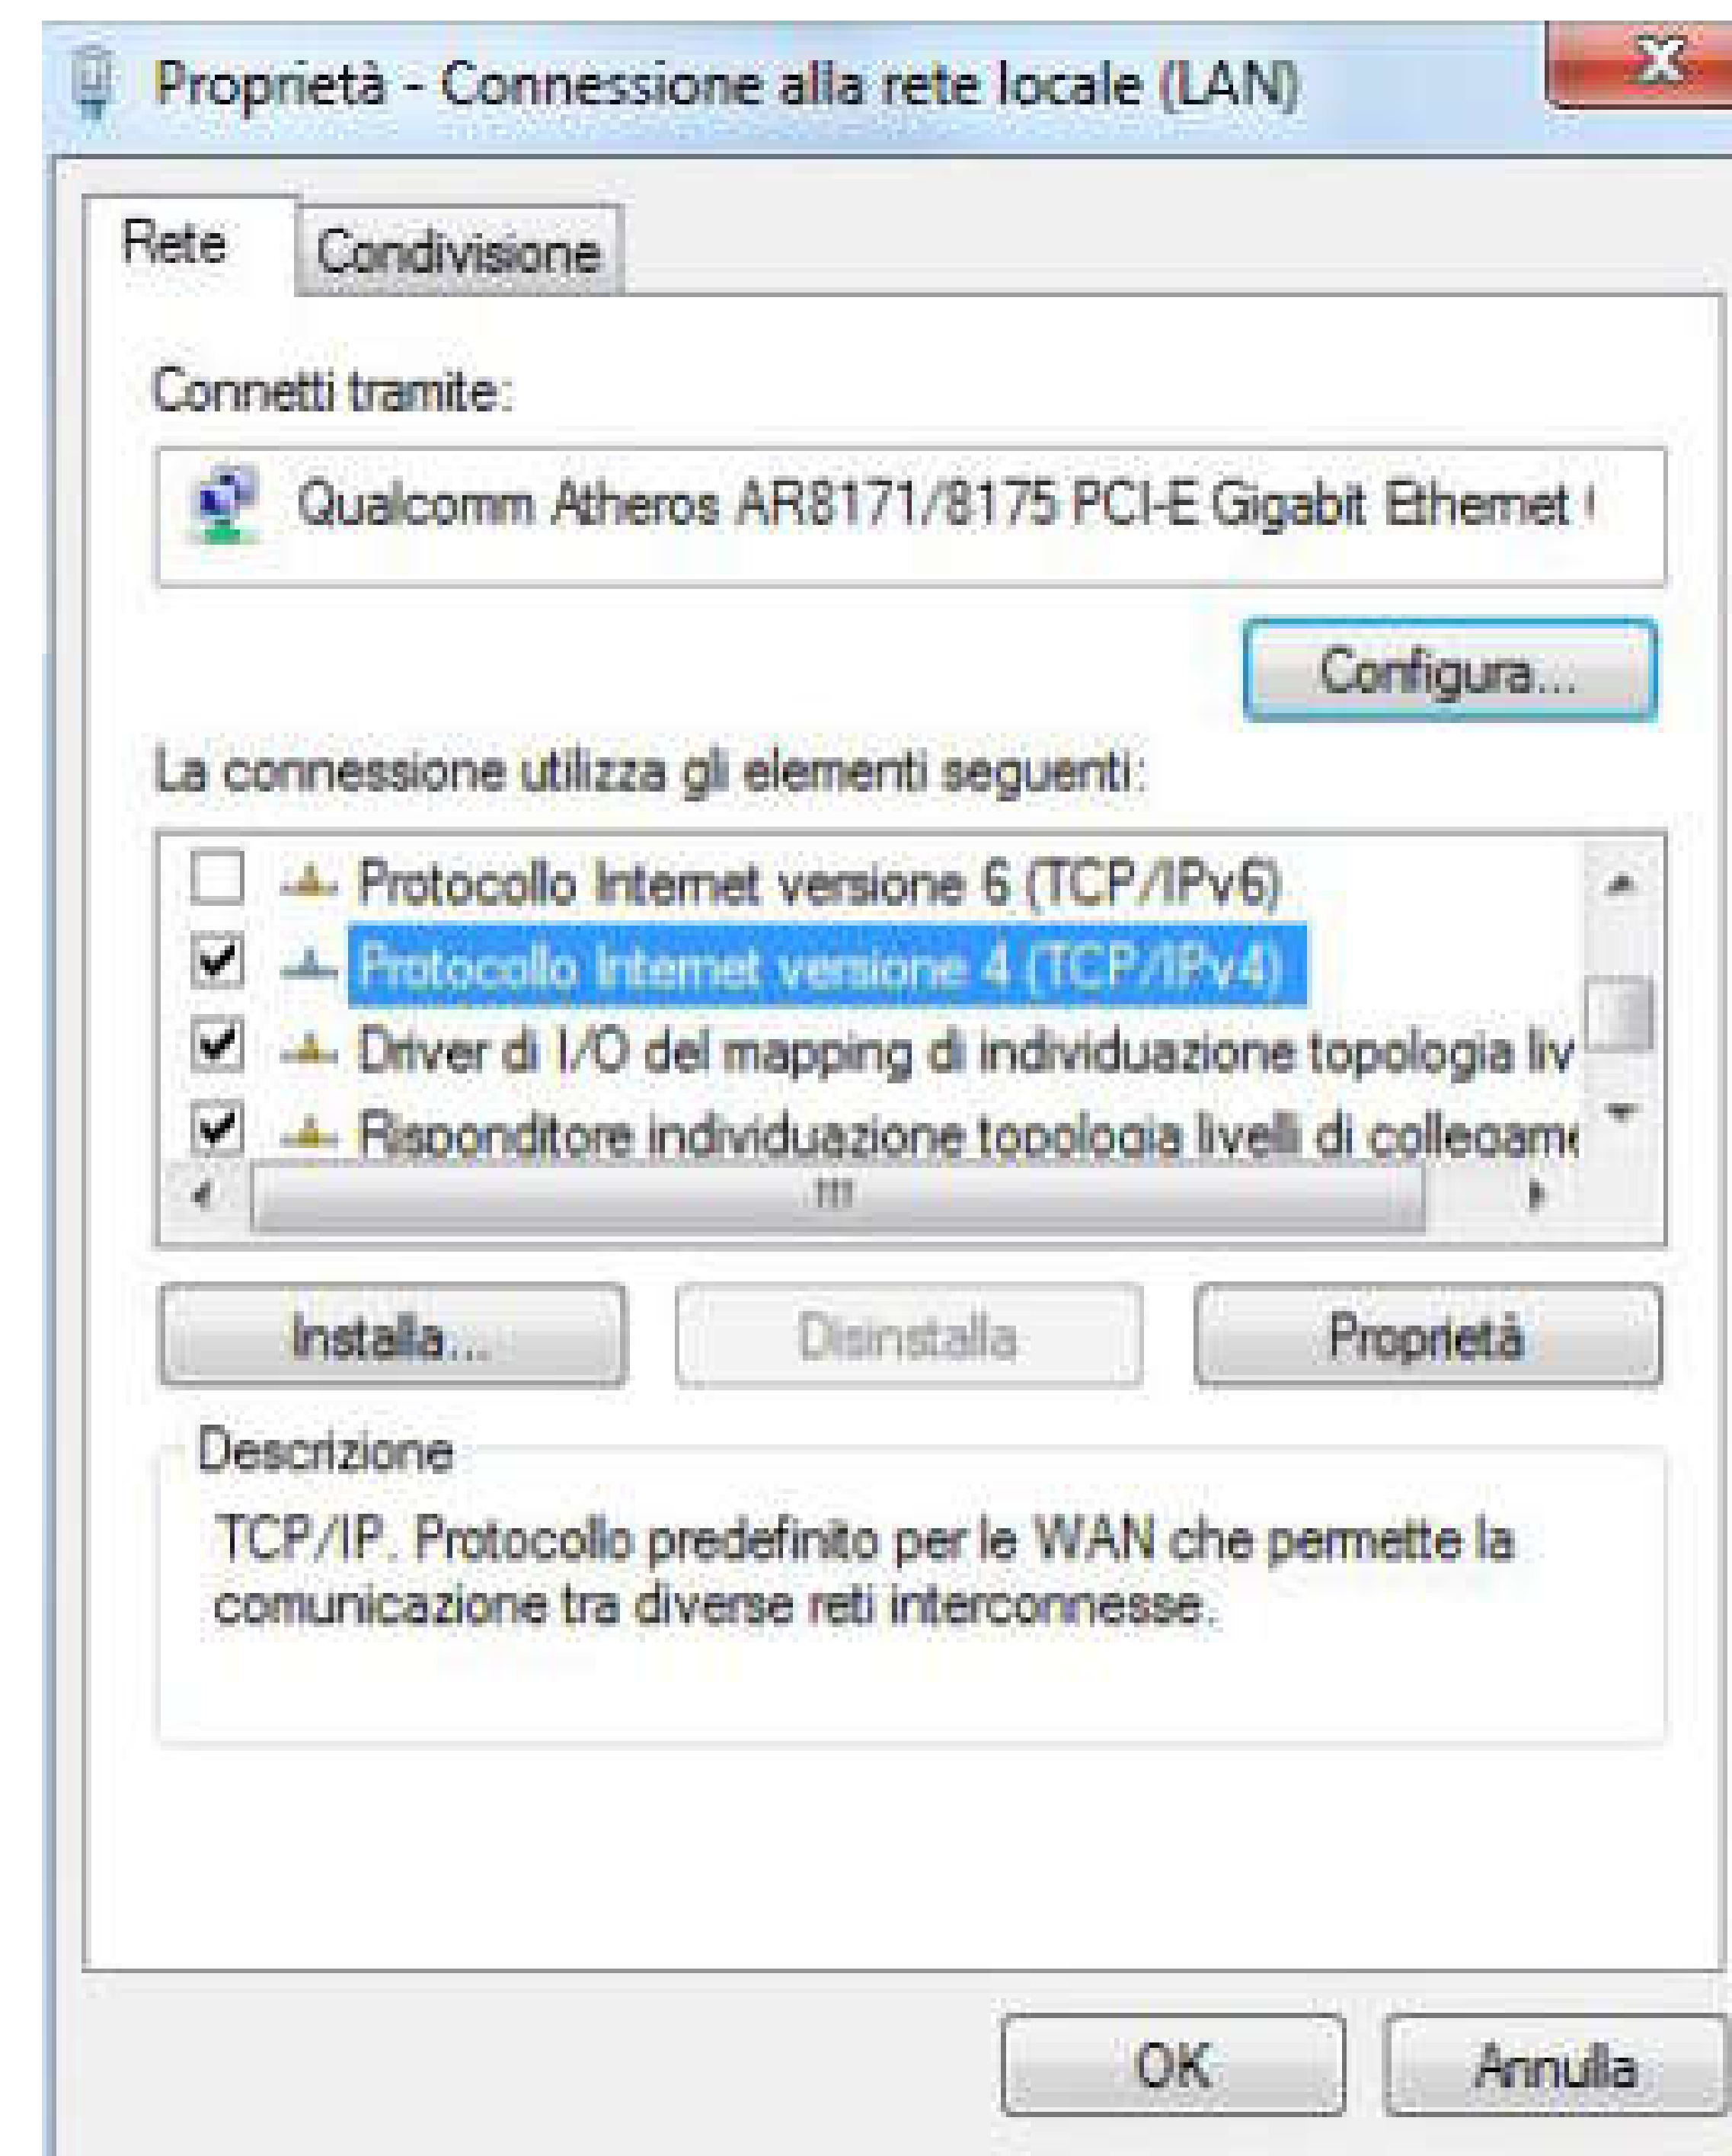 Proprietà - Connessione alla rete locale (LAN)
Rete
Condivisione
Connetti tramite:
Qualcomm Atheros AR8171/8175 PCI-E Gigabit Ethernet
Configura...
La connessione utilizza gli elementi seguenti:
Protocollo Internet versione 6 (TCP/IPv6)
Protocollo Internet versione 4 (TCP/IPv4)
Driver di I/O del mapping di individuazione topologia liv
Risponditore individuazione topologia livelli di collegame
Installa...
Disinstalla
Proprietà
Descrizione
TCP/IP. Protocollo predefinito per le WAN che permette la
comunicazione tra diverse reti interconnesse.
OK
Annulla